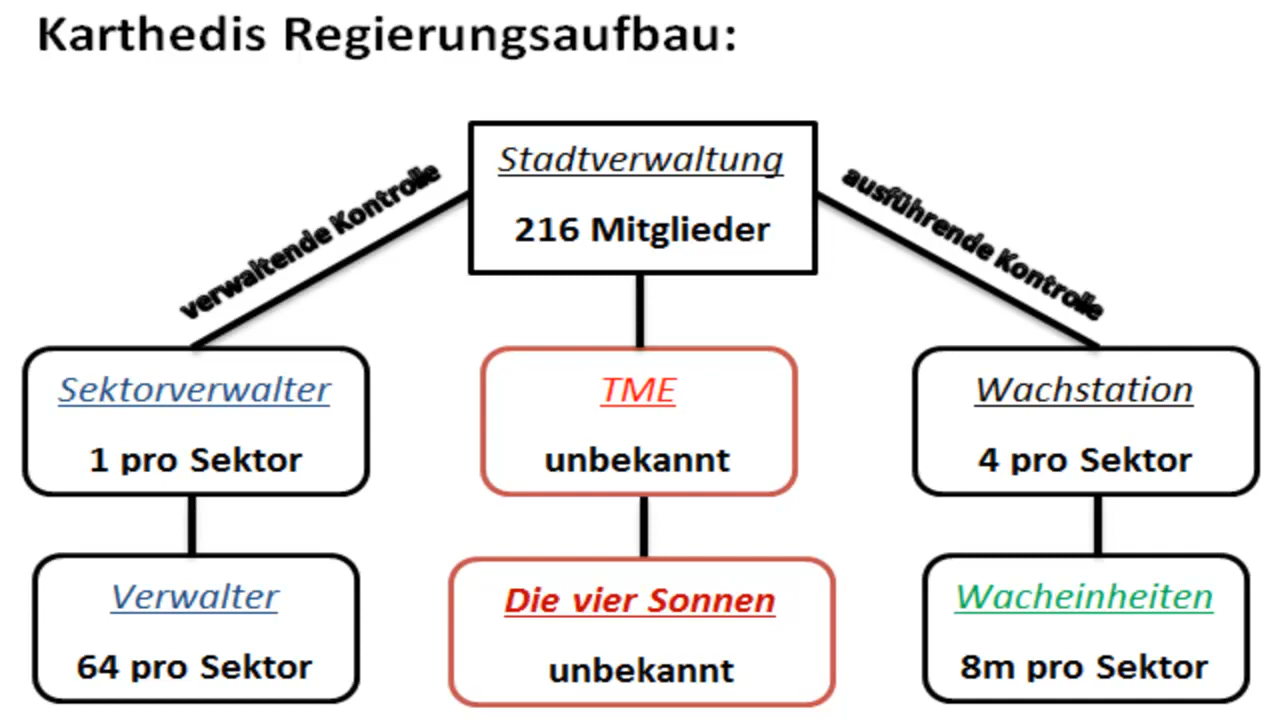 Karthedis Regierungsaufbau:
Stadtverwaltung
216 Mitglieder
verwaltende Kontrolle
ausführende Kontrolle
Sektorverwalter
1 pro Sektor
TME
unbekannt
Wachstation
4 pro Sektor
Verwalter
64 pro Sektor
Die vier Sonnen
unbekannt
Wacheinheiten
8m pro Sektor